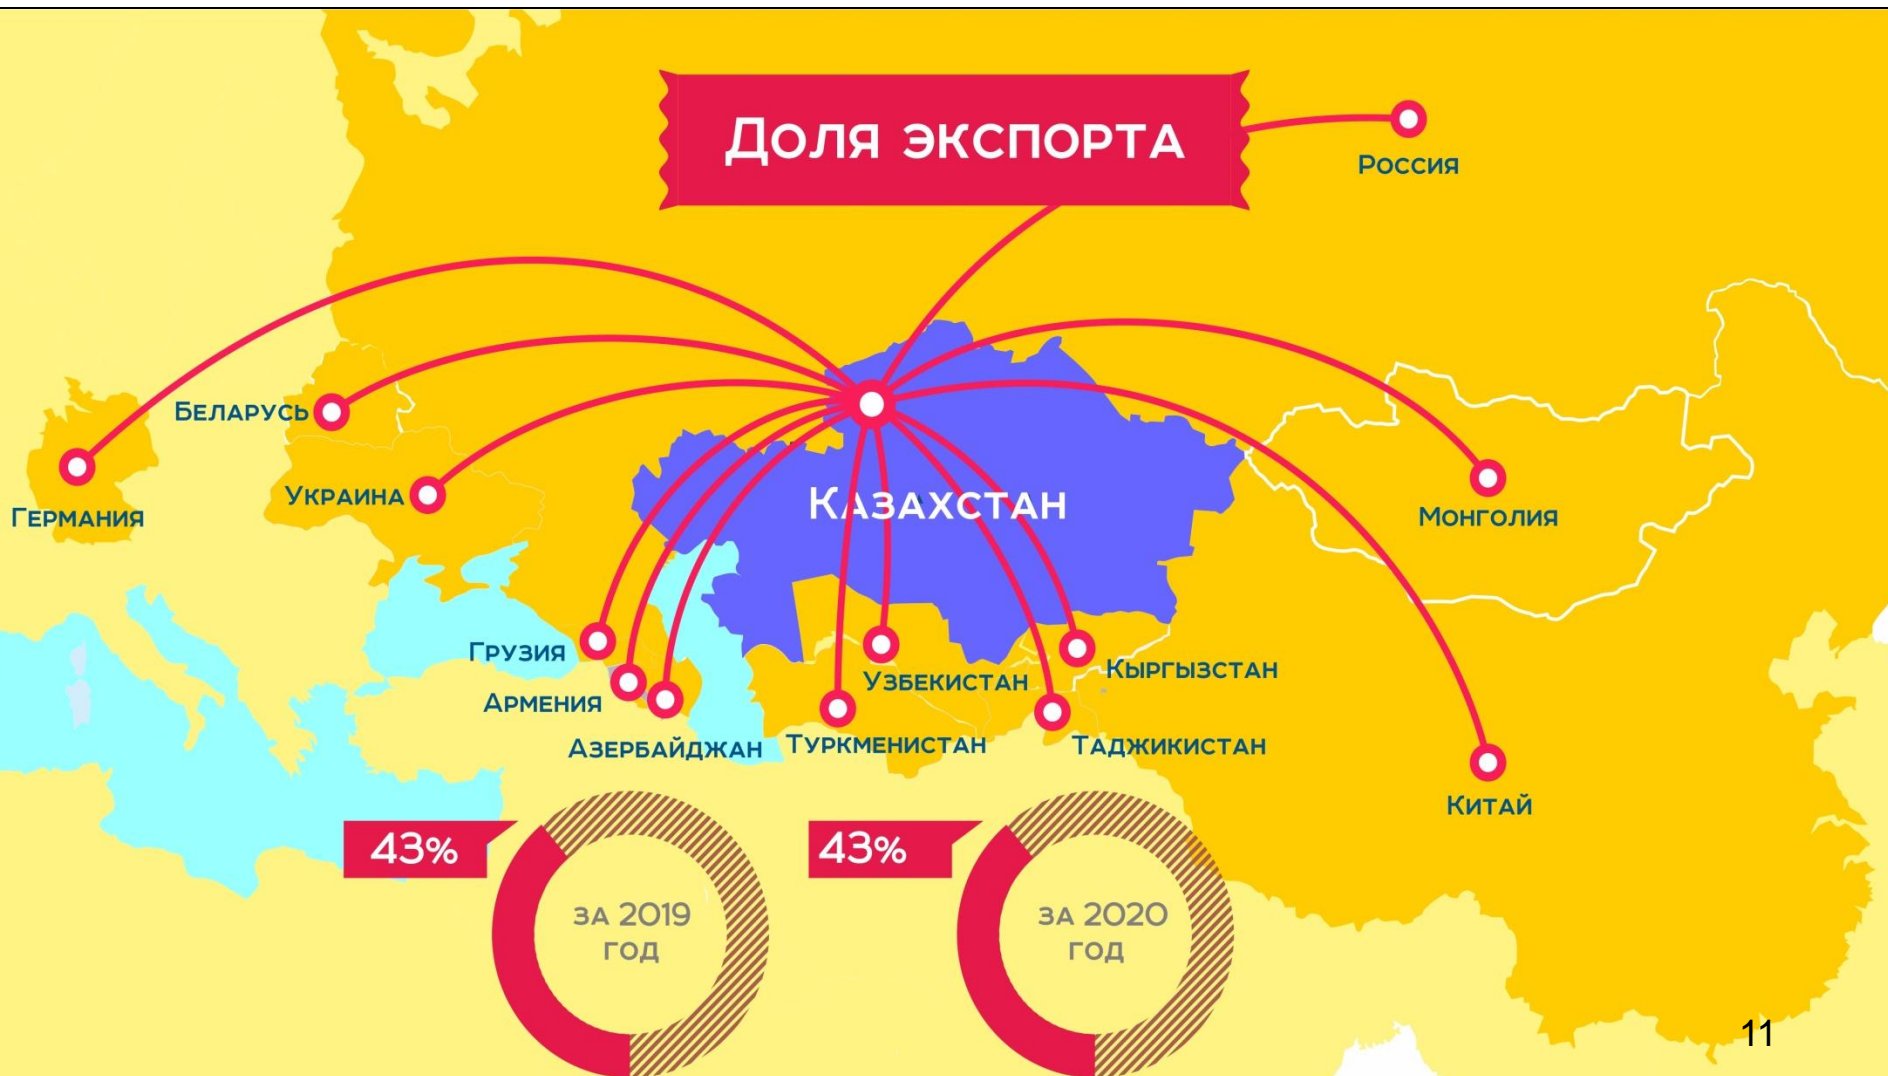 Доля экспорта
Россия
Беларусь
Германия
Украина
Казахстан
Монголия
Грузия
Армения
Азербайджан
Туркменистан
Узбекистан
Кыргызстан
Таджикистан
Китай
43%
за 2019
год
43%
за 2020
год
11